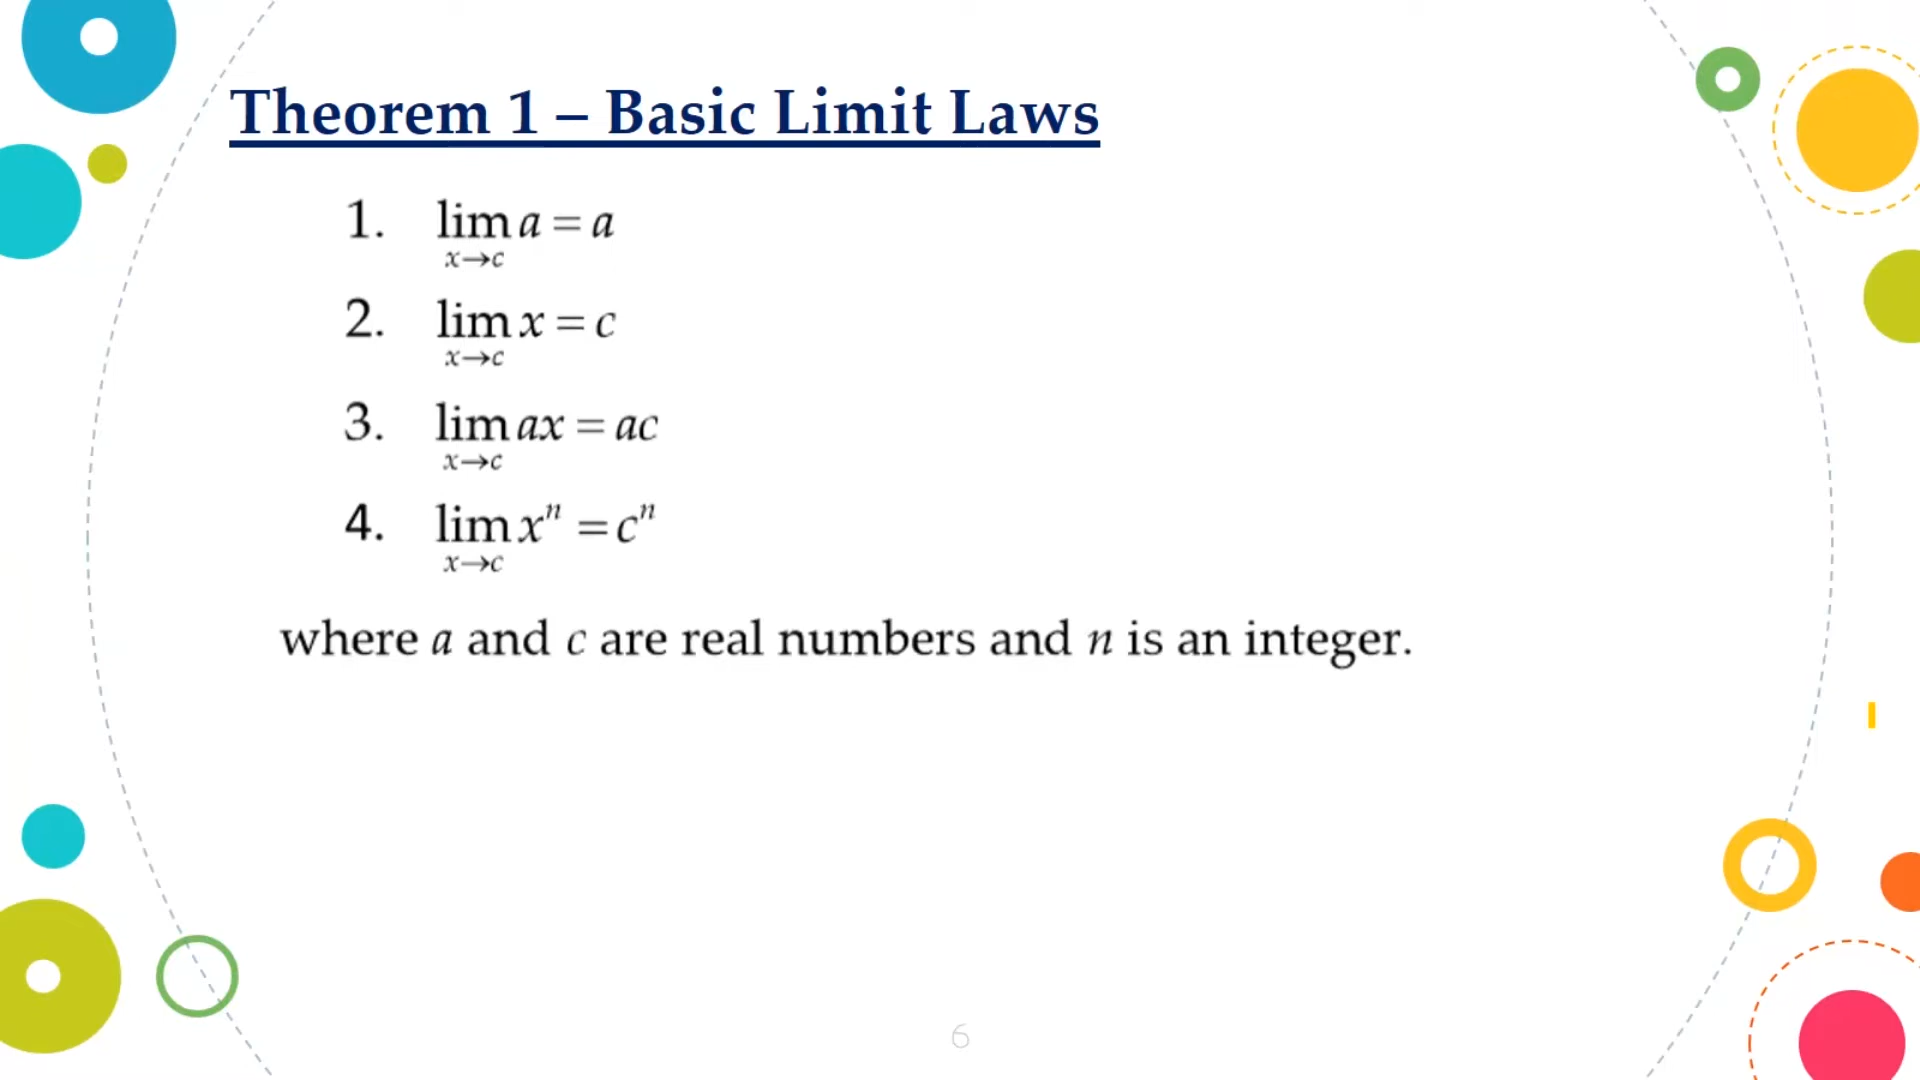 Theorem 1 – Basic Limit Laws
1. lim a = a
x→c
2. lim x = c
x→c
3. lim ax = ac
x→c
4. lim xⁿ = cⁿ
x→c
where a and c are real numbers and n is an integer.
6